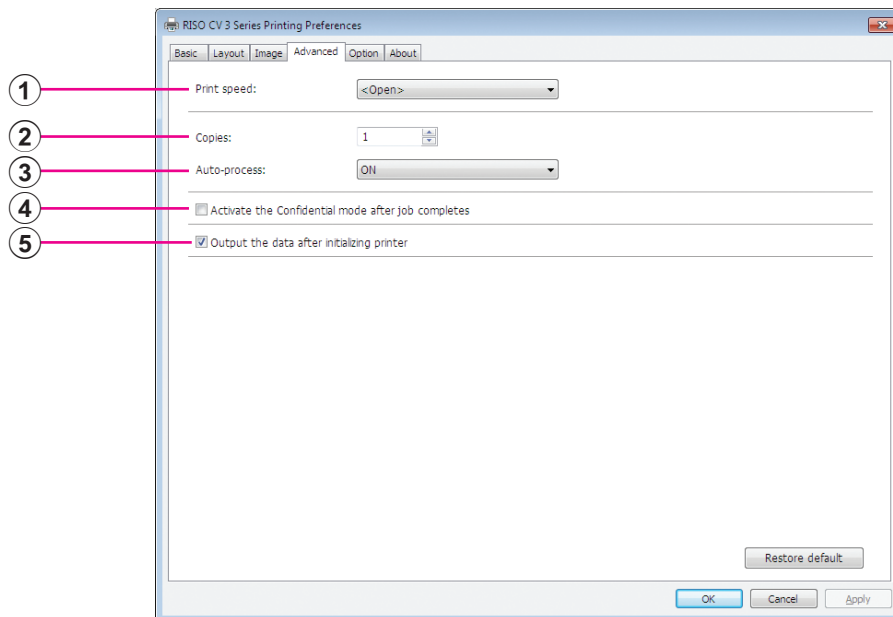 RISO CV 3 Series Printing Preferences
Basic Layout Image Advanced Option About
1 Print speed: <Open>
2 Copies: 1
3 Auto-process: ON
4 Activate the Confidential mode after job completes
5 Output the data after initializing printer
Restore default
OK Cancel Apply